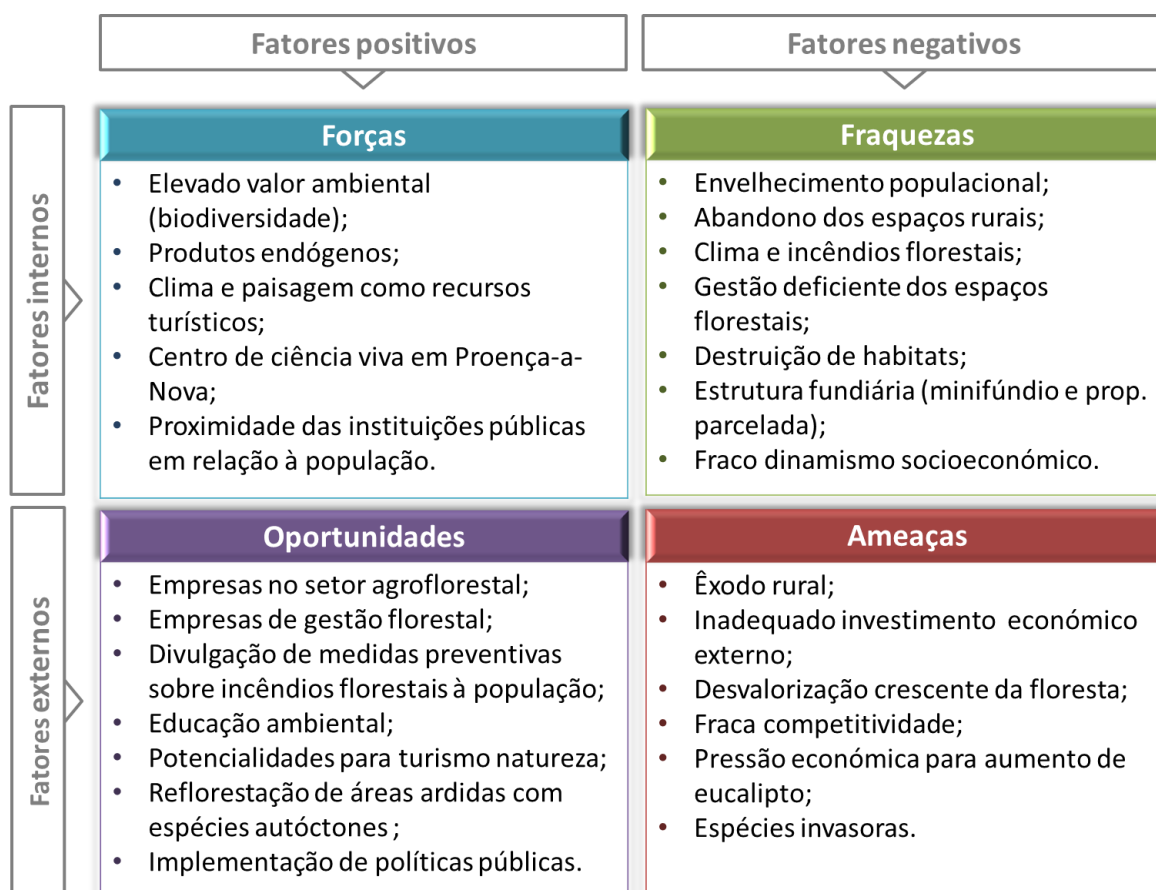 Fatores positivos
Fatores negativos
Fatores internos
Forças
• Elevado valor ambiental
(biodiversidade);
• Produtos endógenos;
• Clima e paisagem como recursos
turísticos;
• Centro de ciência viva em Proença-a-
Nova;
• Proximidade das instituições públicas
em relação à população.
Fraquezas
• Envelhecimento populacional;
• Abandono dos espaços rurais;
• Clima e incêndios florestais;
• Gestão deficiente dos espaços
florestais;
• Destruição de habitats;
• Estrutura fundiária (minifúndio e prop.
parcelada);
• Fraco dinamismo socioeconómico.
Fatores externos
Oportunidades
• Empresas no setor agroflorestal;
• Empresas de gestão florestal;
• Divulgação de medidas preventivas
sobre incêndios florestais à população;
• Educação ambiental;
• Potencialidades para turismo natureza;
• Reflorestação de áreas ardidas com
espécies autóctones ;
• Implementação de políticas públicas.
Ameaças
• Êxodo rural;
• Inadequado investimento económico
externo;
• Desvalorização crescente da floresta;
• Fraca competitividade;
• Pressão económica para aumento de
eucalipto;
• Espécies invasoras.